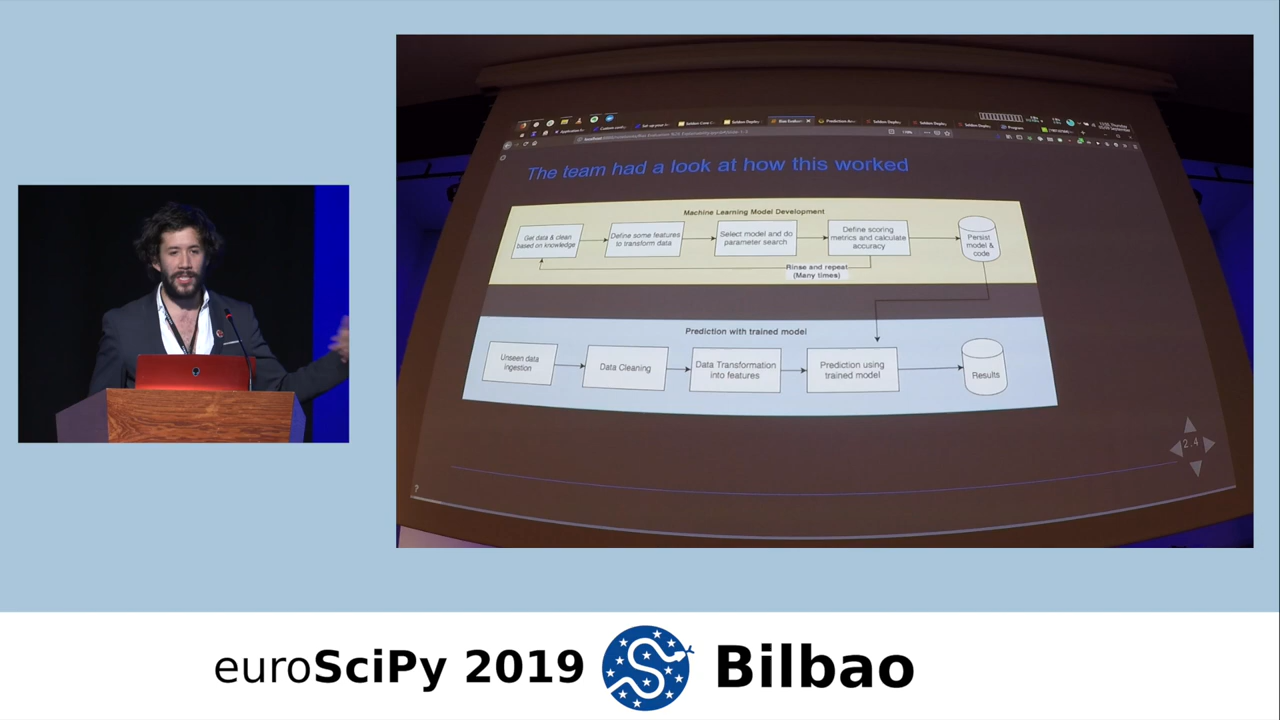 The team had a look at how this worked
Machine Learning Model Development
Get data & clean
based on knowledge
Define some features
to transform data
Select model and do
parameter search
Define scoring
metrics and calculate
accuracy
Persist
model &
code
Rinse and repeat
(Many times)
Prediction with trained model
Unseen data
ingestion
Data Cleaning
Data Transformation
into features
Prediction using
trained model
Results
2.4
?
euroSciPy 2019 Bilbao